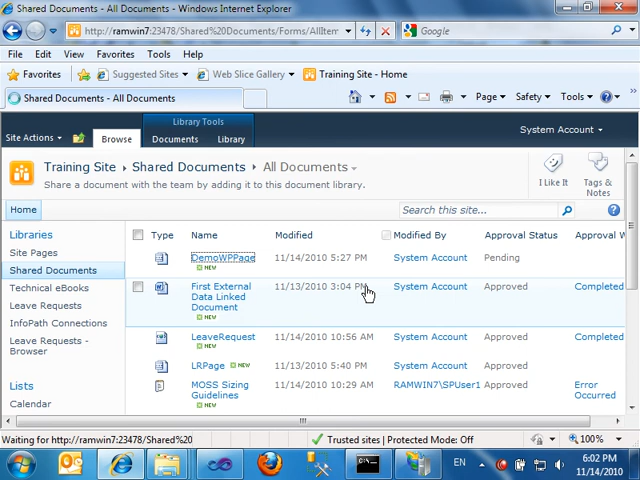 Shared Documents - All Documents - Windows Internet Explorer
http://ramwin7:23478/Shared%20Documents/Forms/AllItem
Google
File Edit View Favorites Tools Help
Favorites Suggested Sites Web Slice Gallery Training Site - Home
Shared Documents - All Documents
Page Safety Tools
Library Tools
Site Actions Browse Documents Library
System Account
Training Site Shared Documents All Documents
Share a document with the team by adding it to this document library.
I Like It
Tags &
Notes
Home
Search this site...
Libraries
Site Pages
Shared Documents
Technical eBooks
Leave Requests
InfoPath Connections
Leave Requests -
Browser
Lists
Calendar
Type Name Modified Modified By Approval Status Approval W
DemoWPPage 11/14/2010 5:27 PM System Account Pending
NEW
First External 11/13/2010 3:04 PM System Account Approved Completed
Data Linked
Document
NEW
LeaveRequest 11/14/2010 10:56 AM System Account Approved Completed
NEW
LRPage NEW 11/13/2010 5:40 PM System Account Approved
MOSS Sizing 11/14/2010 10:29 AM RAMWIN7\SPUser1 Approved Error
Guidelines Occurred
NEW
Waiting for http://ramwin7:23478/Shared%20
Trusted sites | Protected Mode: Off
100%
EN
6:02 PM
11/14/2010